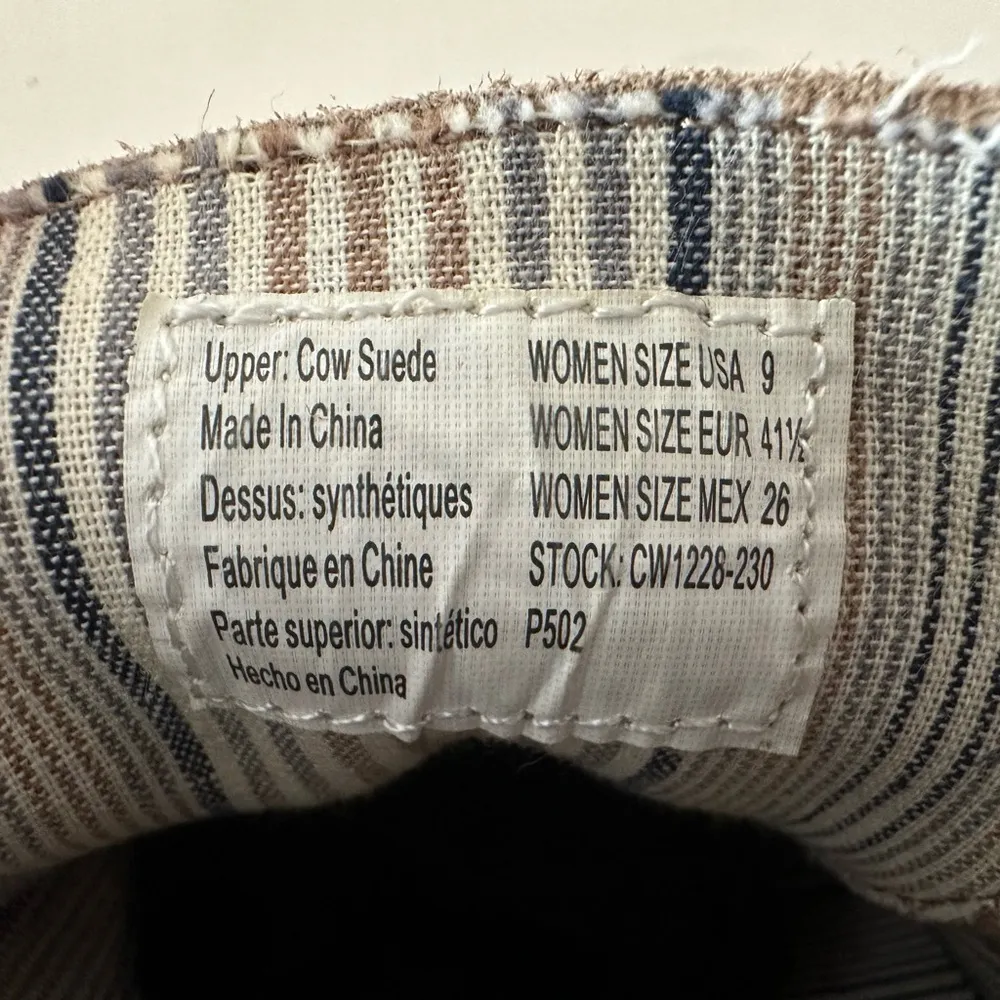 Upper: Cow Suede
Made In China
Dessus: synthétiques
Fabrique en Chine
Parte superior: sintético
Hecho en China
WOMEN SIZE USA 9
WOMEN SIZE EUR 41½
WOMEN SIZE MEX 26
STOCK: CW1228-230
P502